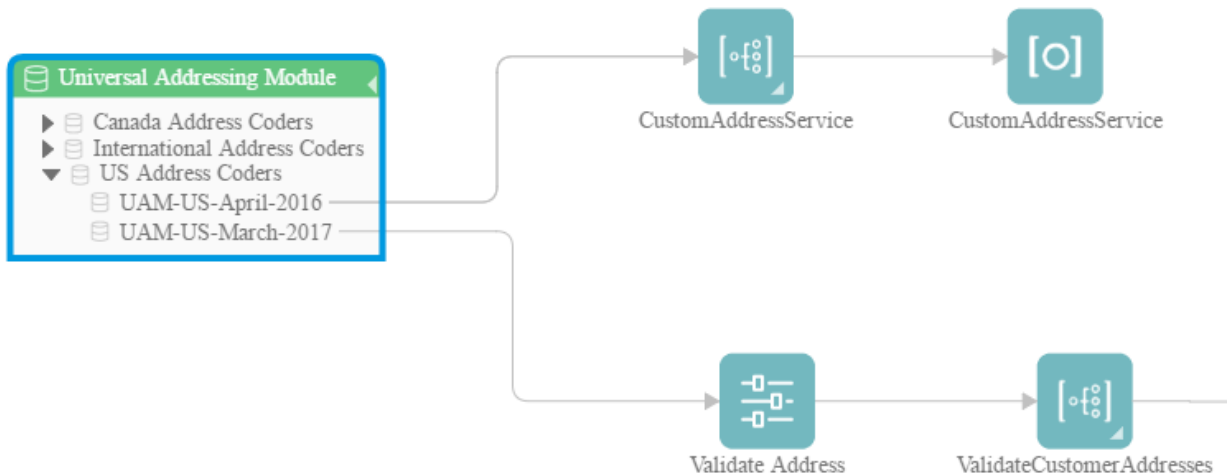 Universal Addressing Module
Canada Address Coders
International Address Coders
US Address Coders
UAM-US-April-2016
UAM-US-March-2017
CustomAddressService
CustomAddressService
Validate Address
ValidateCustomerAddresses